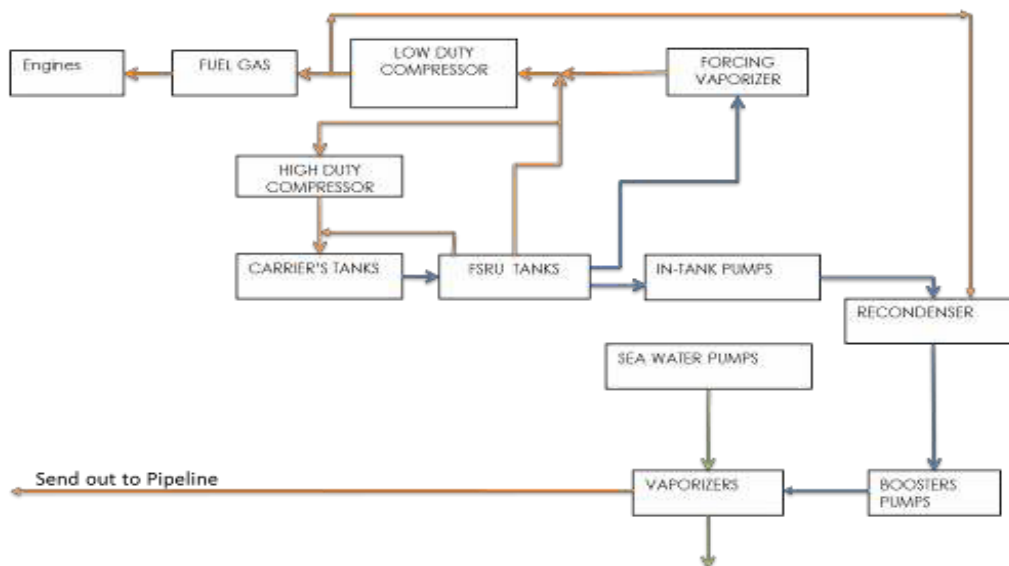 Engines
FUEL GAS
LOW DUTY
COMPRESSOR
FORCING
VAPORIZER
HIGH DUTY
COMPRESSOR
CARRIER'S TANKS
FSRU TANKS
IN-TANK PUMPS
RECONDENSER
SEA WATER PUMPS
Send out to Pipeline
VAPORIZERS
BOOSTERS
PUMPS